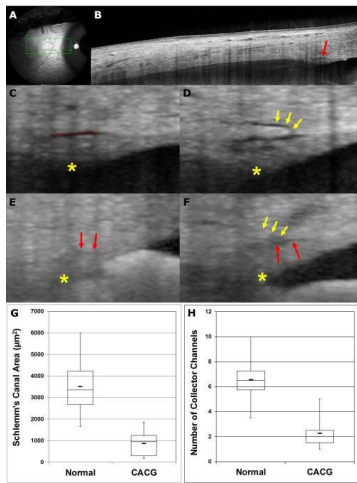 A
B
C
D
*
*
E
F
*
*
G
H
Schlemm's Canal Area (µm²)
7000
6000
5000
4000
3000
2000
1000
0
Normal
CACG
Number of Collector Channels
12
10
8
6
4
2
0
Normal
CACG